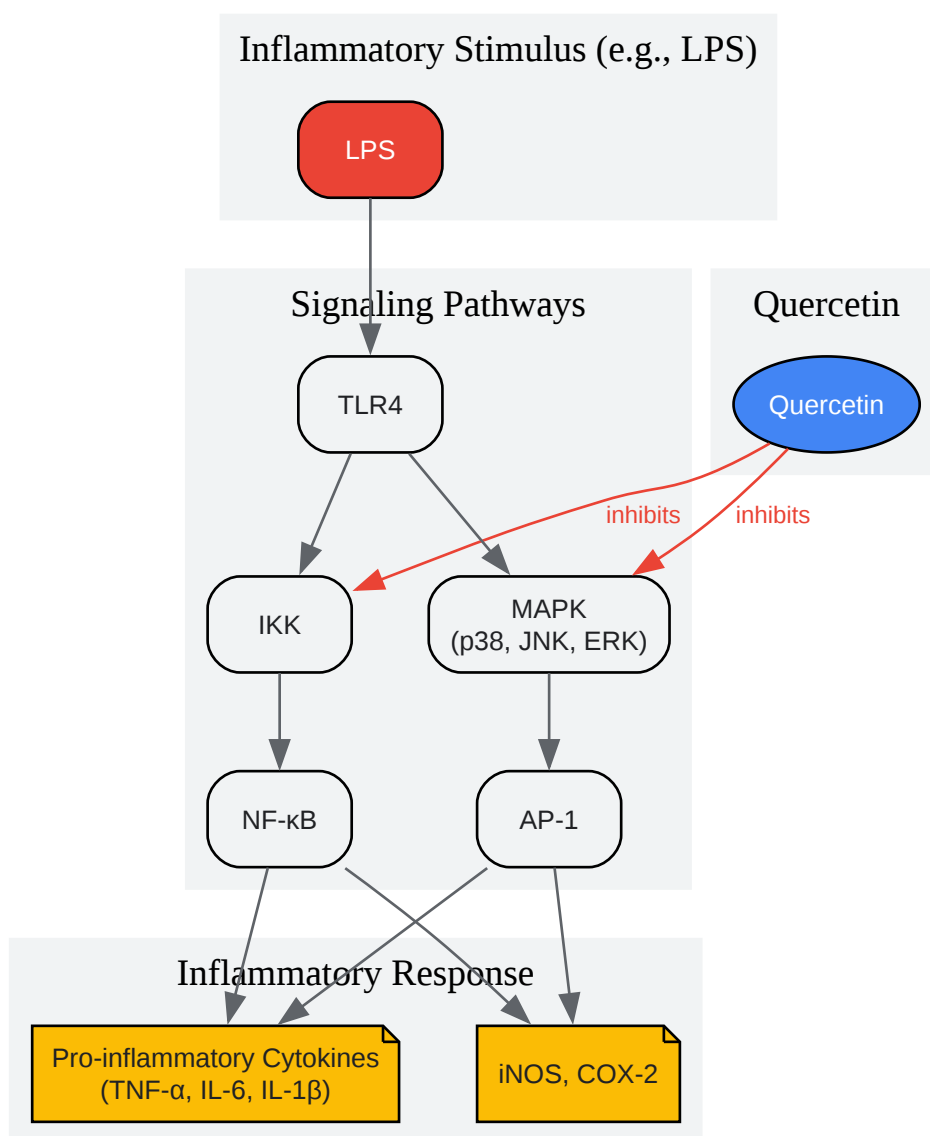 Inflammatory Stimulus (e.g., LPS)
LPS
Signaling Pathways
Quercetin
TLR4
Quercetin
inhibits
inhibits
IKK
MAPK
(p38, JNK, ERK)
NF-κB
AP-1
Inflammatory Response
Pro-inflammatory Cytokines
(TNF-α, IL-6, IL-1β)
iNOS, COX-2